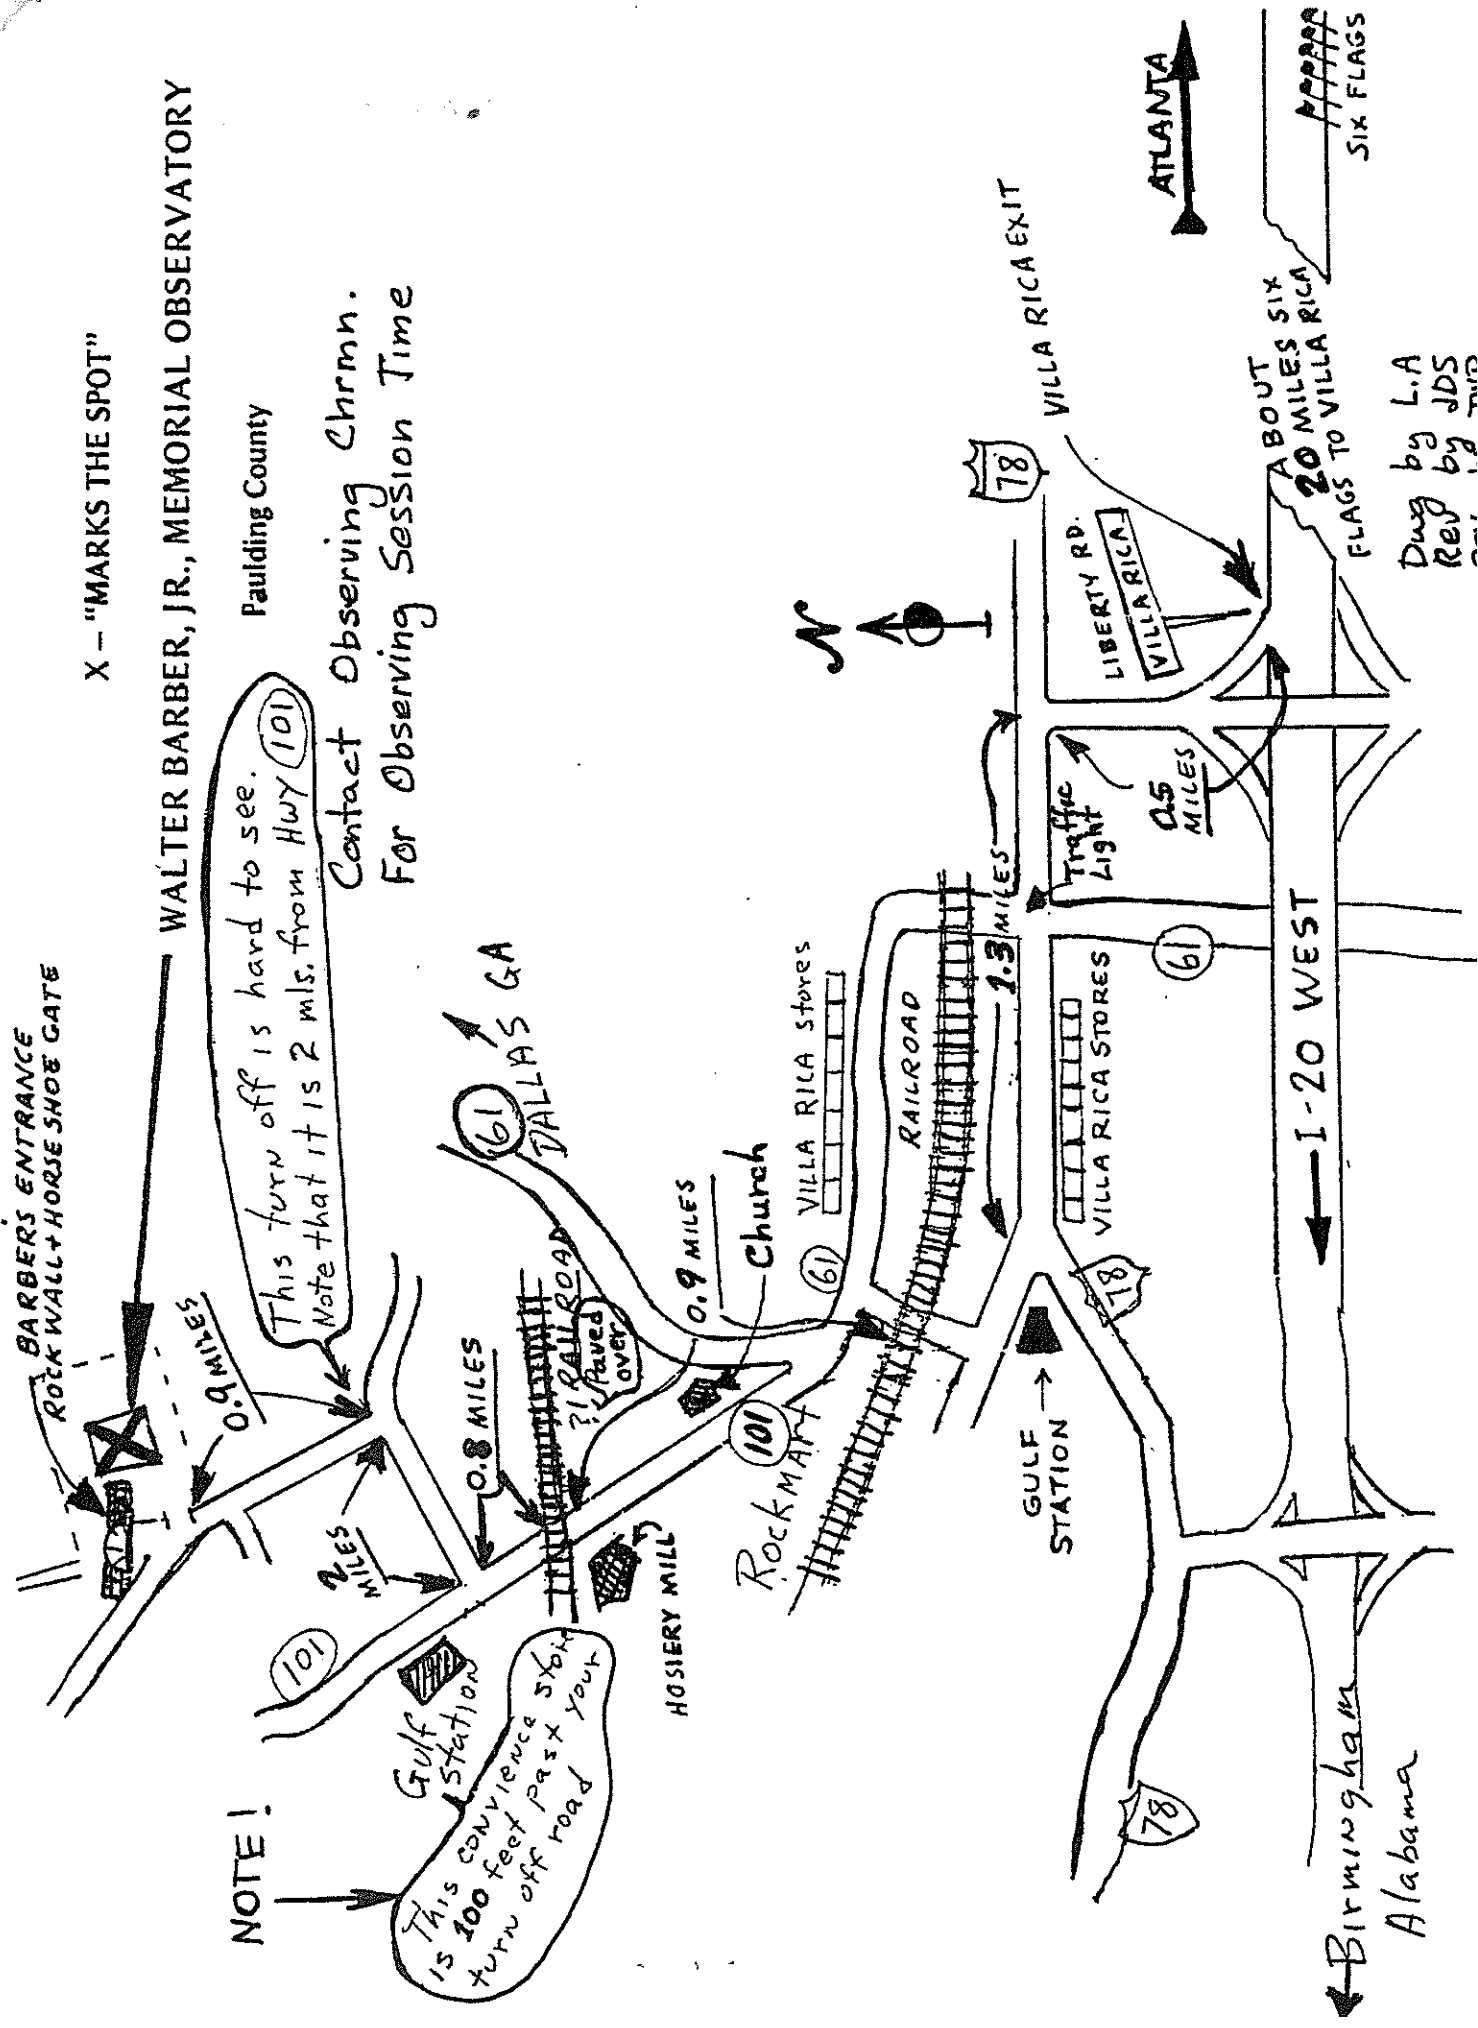 X – "MARKS THE SPOT"
WALTER BARBER, JR., MEMORIAL OBSERVATORY
Paulding County
Contact Observing Chrmn.
For Observing Session Time
BARBER'S ENTRANCE
ROCK WALL + HORSE SHOE GATE
0.9 MILES
This turn off is hard to see.
Note that it is 2 mls. from Hwy 101
2
MILES
101
NOTE!
Gulf
Station
This convience
is 100 feet past your
turn off road
0.8 MILES
?! RAILROAD
Paved
over
HOSIERY MILL
61
DALLAS GA
0.9 MILES
Church
101
Rockmart
61
VILLA RICA stores
RAILROAD
1.3 MILES
N
78
VILLA RICA EXIT
LIBERTY RD.
VILLA RICA
Traffic
Light
0.5
MILES
61
VILLA RICA STORES
GULF
STATION
78
78
I-20 WEST
ATLANTA
SIX FLAGS
ABOUT
20 MILES SIX
FLAGS TO VILLA RICA
Birmingham
Alabama
Dwg by L.A
Rev by JDS